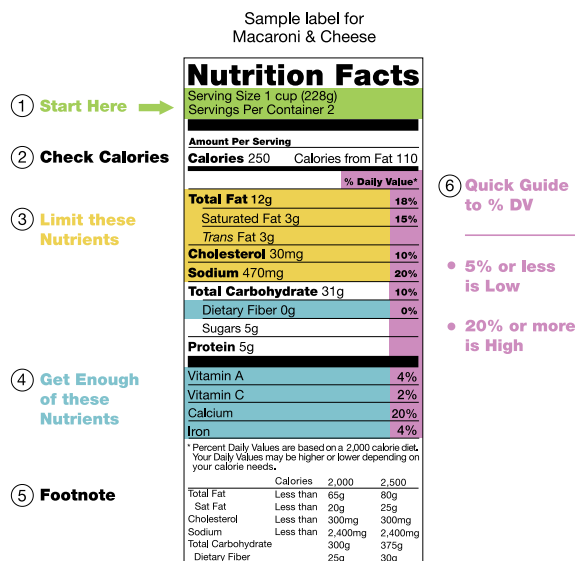 Sample label for
Macaroni & Cheese
Nutrition Facts
Serving Size 1 cup (228g)
Servings Per Container 2
1 Start Here
Amount Per Serving
2 Check Calories
Calories 250 Calories from Fat 110
% Daily Value*
3 Limit these
Nutrients
Total Fat 12g 18%
Saturated Fat 3g 15%
Trans Fat 3g
Cholesterol 30mg 10%
Sodium 470mg 20%
Total Carbohydrate 31g 10%
Dietary Fiber 0g 0%
Sugars 5g
Protein 5g
4 Get Enough
of these
Nutrients
Vitamin A 4%
Vitamin C 2%
Calcium 20%
Iron 4%
5 Footnote
* Percent Daily Values are based on a 2,000 calorie diet.
Your Daily Values may be higher or lower depending on
your calorie needs.
Calories 2,000 2,500
Total Fat Less than 65g 80g
Sat Fat Less than 20g 25g
Cholesterol Less than 300mg 300mg
Sodium Less than 2,400mg 2,400mg
Total Carbohydrate 300g 375g
Dietary Fiber 25g 30g
6 Quick Guide
to % DV
• 5% or less
is Low
• 20% or more
is High